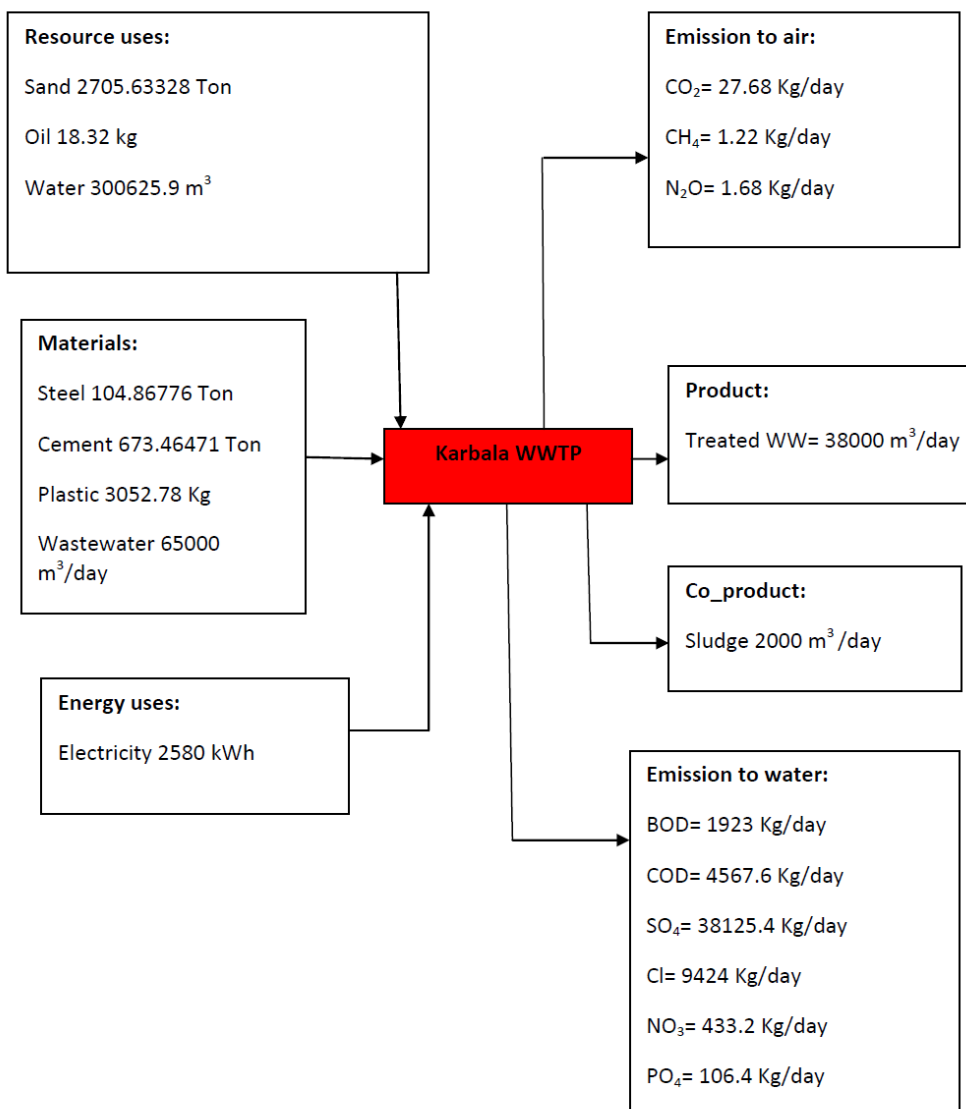 Resource uses:
Sand 2705.63328 Ton
Oil 18.32 kg
Water 300625.9 m³
Materials:
Steel 104.86776 Ton
Cement 673.46471 Ton
Plastic 3052.78 Kg
Wastewater 65000
m³/day
Energy uses:
Electricity 2580 kWh
Karbala WWTP
Emission to air:
CO₂= 27.68 Kg/day
CH₄= 1.22 Kg/day
N₂O= 1.68 Kg/day
Product:
Treated WW= 38000 m³/day
Co_product:
Sludge 2000 m³/day
Emission to water:
BOD= 1923 Kg/day
COD= 4567.6 Kg/day
SO₄= 38125.4 Kg/day
Cl= 9424 Kg/day
NO₃= 433.2 Kg/day
PO₄= 106.4 Kg/day